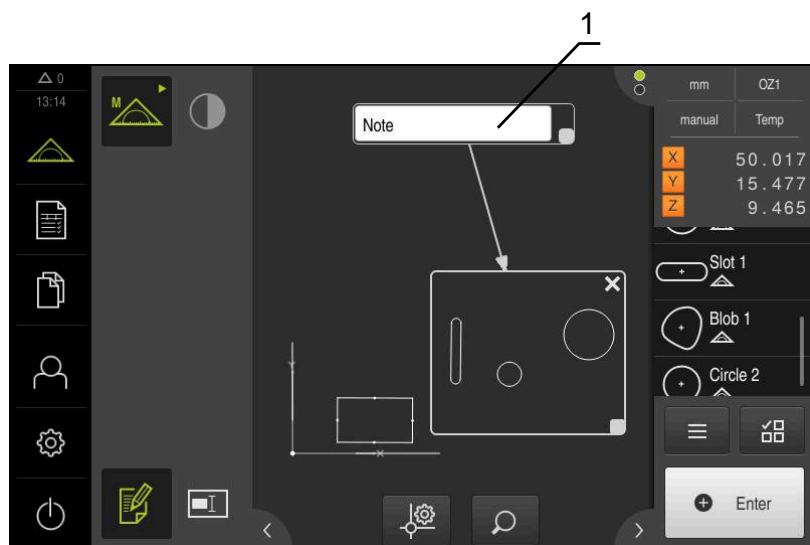 1
0
13:14
M
Note
mm
OZ1
manual
Temp
X 50.017
Y 15.477
Z 9.465
Slot 1
Blob 1
Circle 2
Y
X
Enter